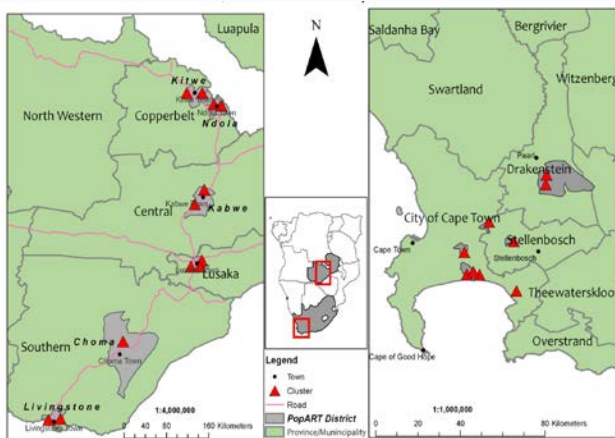 Luapula
North Western
Kitwe
Copperbelt
Ndola
Central
Kabwe
Lusaka
Southern
Choma
Choma Town
Livingstone
Livingstone Town
1:4,000,000
0 40 80 160 Kilometers
N
Legend
Town
Cluster
Road
PopART District
Province/Muninicipality
Saldanha Bay
Bergrivier
Swartland
Witzenberg
Paarl
Drakenstein
City of Cape Town
Cape Town
Stellenbosch
Stellenbosch
Theewaterskloof
Overstrand
Cape of Good Hope
1:1,000,000
0 20 40 80 Kilometers